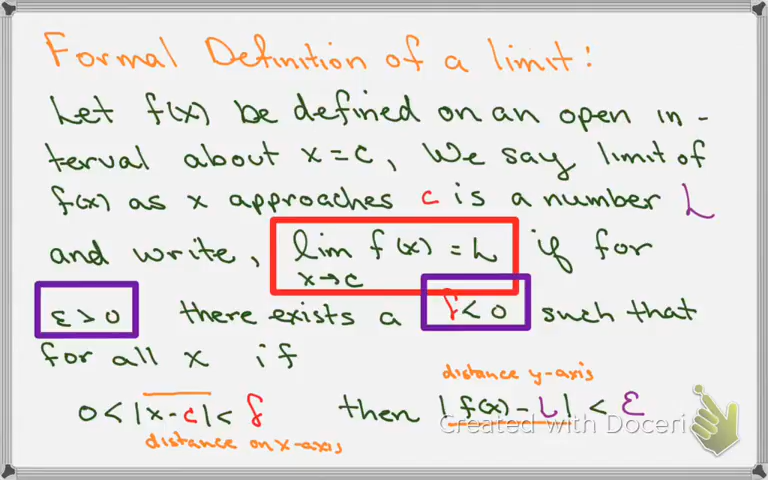 Formal Definition of a limit:
Let f(x) be defined on an open in-
terval about x=c, We say limit of
f(x) as x approaches c is a number L
and write, lim f(x) = L if for
x→c
ε > 0 there exists a δ < 0 such that
for all x if
distance y-axis
0 < |x-c| < δ then |f(x) - L| < ε
distance on x-axis
Created with Doceri